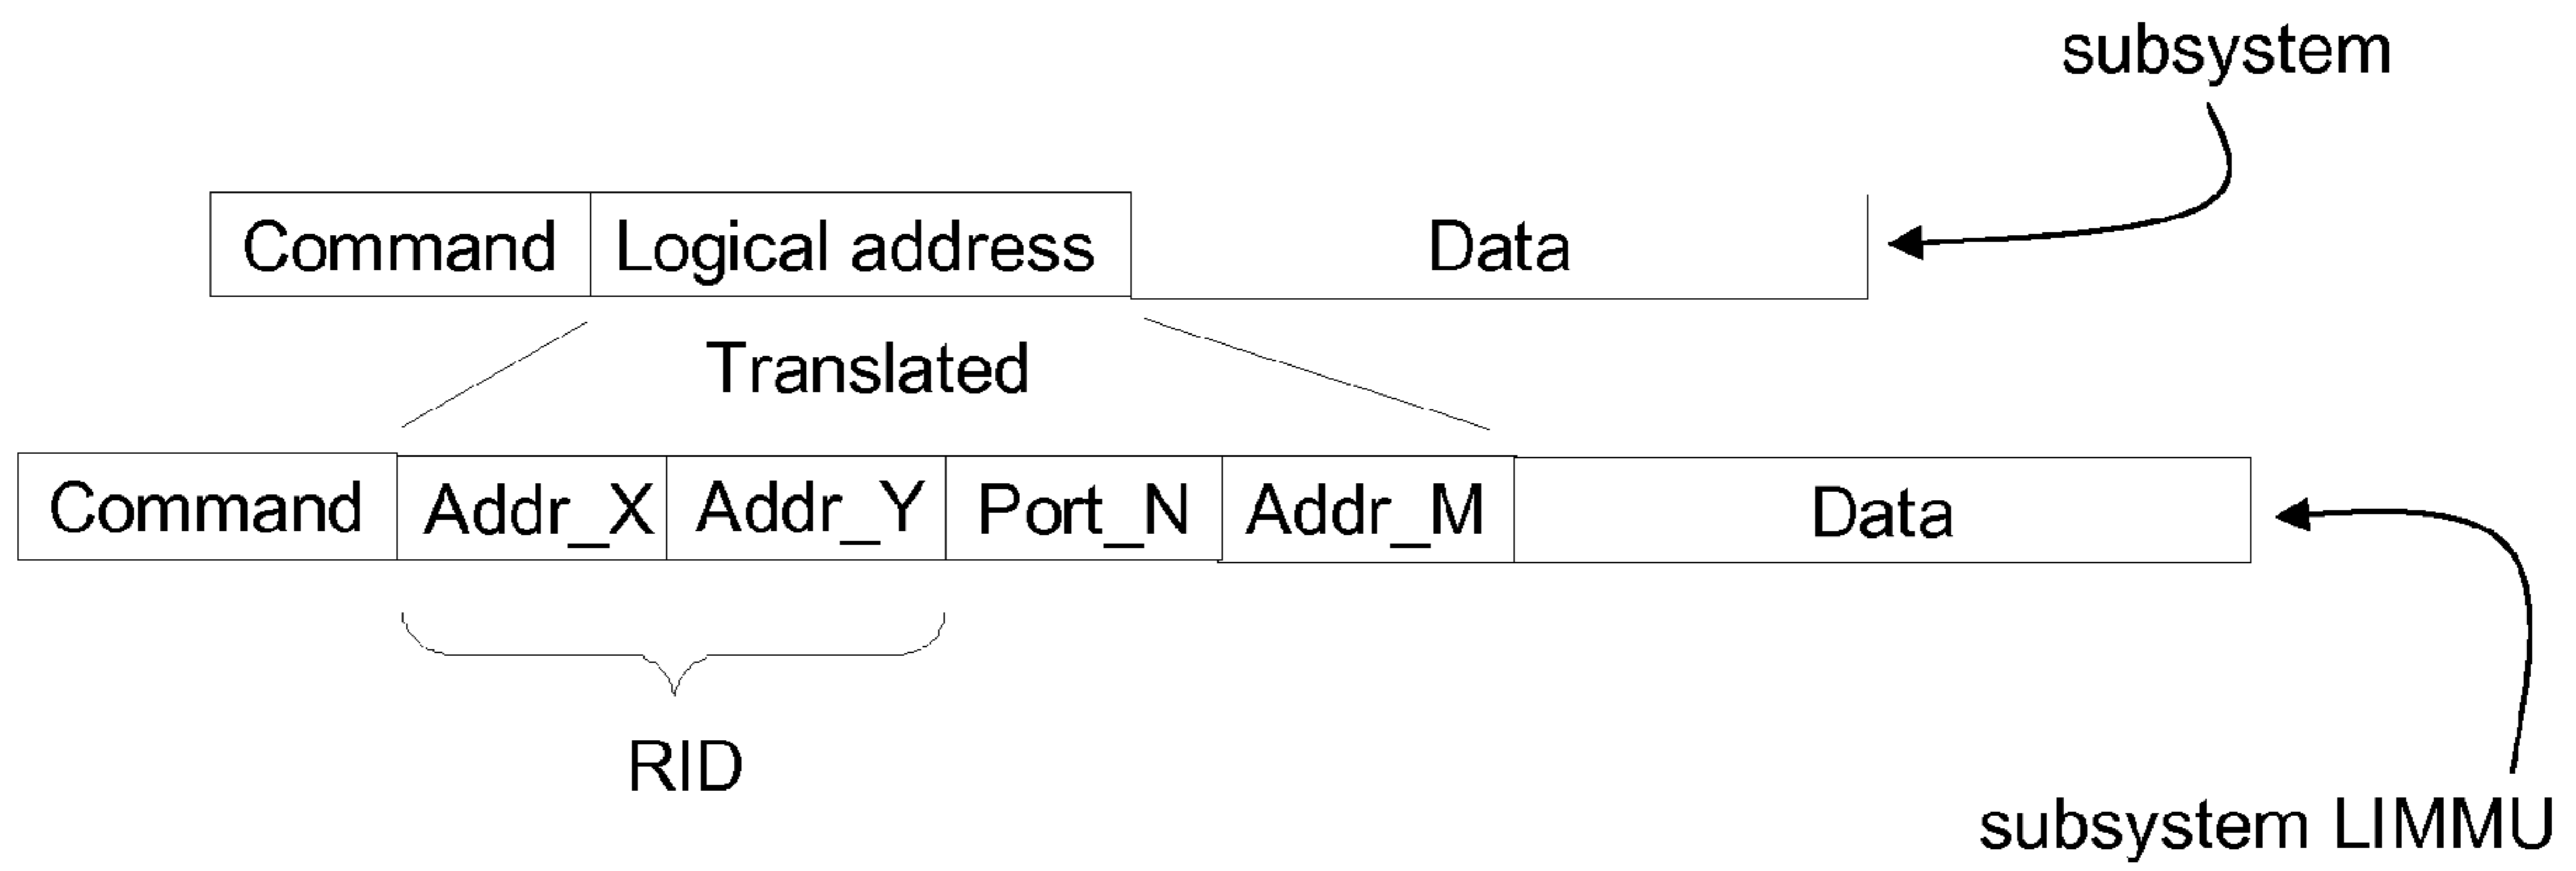 subsystem
Command Logical address Data
Translated
Command Addr_X Addr_Y Port_N Addr_M Data
RID
subsystem LIMMU